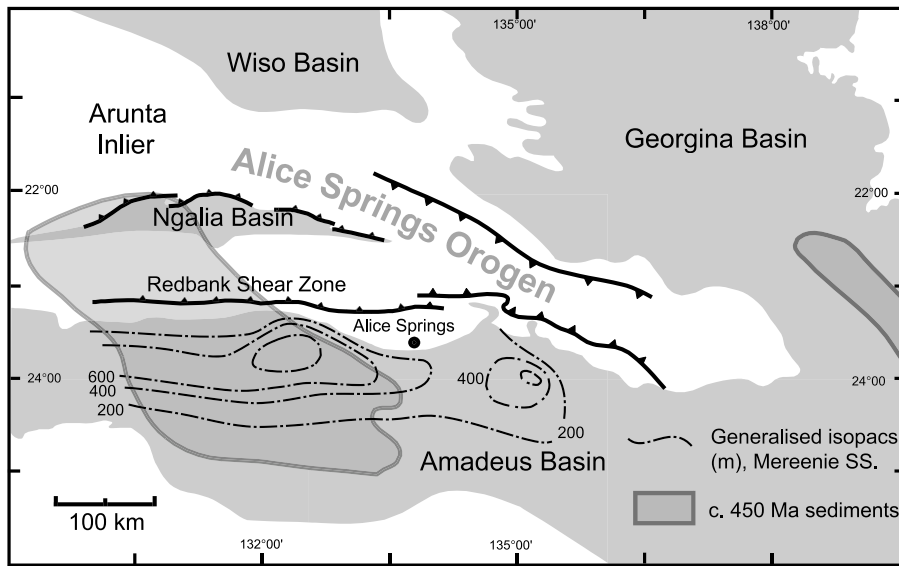 135°00'
138°00'
Wiso Basin
Arunta
Inlier
Georgina Basin
Alice Springs Orogen
22°00
22°00
Ngalia Basin
Redbank Shear Zone
Alice Springs
24°00
24°00
600
400
200
400
200
Generalised isopacs
(m), Mereenie SS.
Amadeus Basin
c. 450 Ma sediments
100 km
132°00'
135°00'